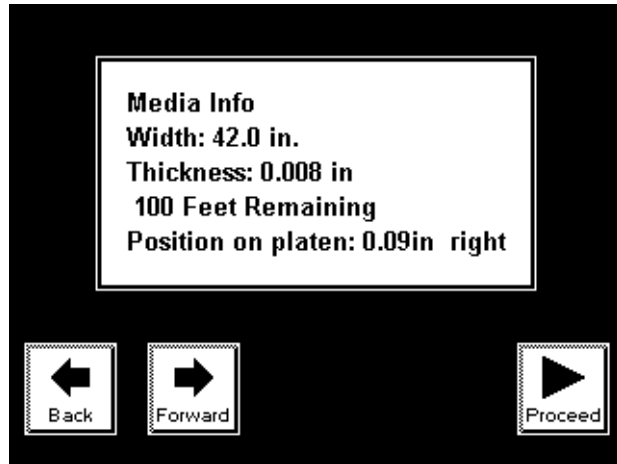 Media Info
Width: 42.0 in.
Thickness: 0.008 in
100 Feet Remaining
Position on platen: 0.09in right
Back
Forward
Proceed